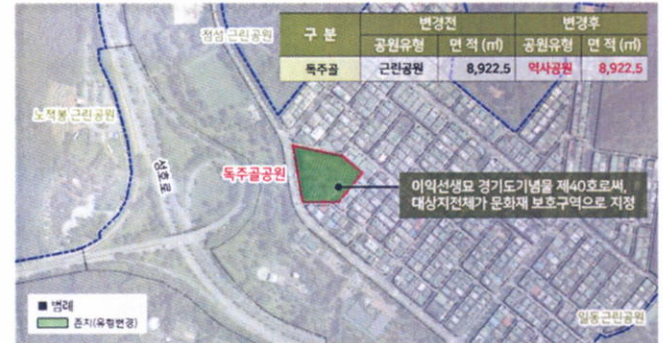 구 분 변경전 변경후
공원유형 면 적 (㎡) 공원유형 면 적 (㎡)
독주골 근린공원 8,922.5 역사공원 8,922.5
점섬 근린공원
노적봉 근린공원
성호로
독주골공원
이익선생묘 경기도기념물 제40호로써,
대상지전체가 문화재 보호구역으로 지정
범례
존치(유형변경)
일동근린공원